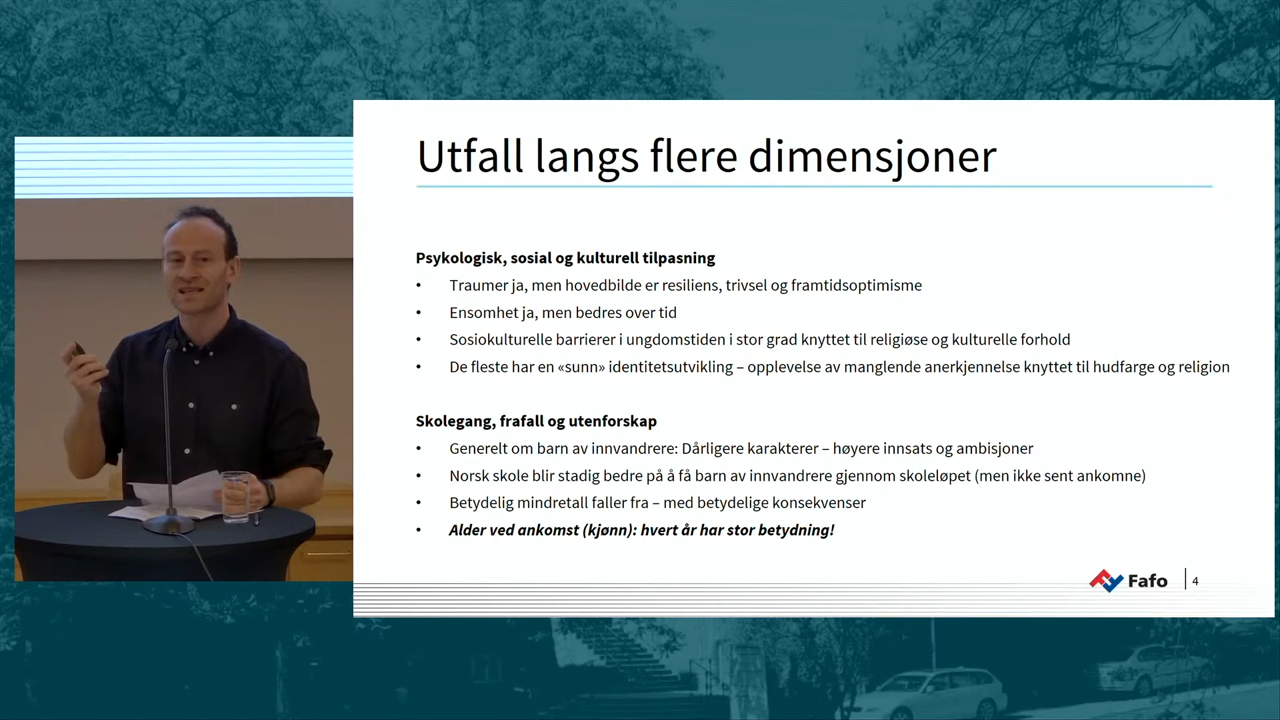 Utfall langs flere dimensjoner
Psykologisk, sosial og kulturell tilpasning
• Traumer ja, men hovedbilde er resiliens, trivsel og framtidsoptimisme
• Ensomhet ja, men bedres over tid
• Sosiokulturelle barrierer i ungdomstiden i stor grad knyttet til religiøse og kulturelle forhold
• De fleste har en «sunn» identitetsutvikling – opplevelse av manglende anerkjennelse knyttet til hudfarge og religion
Skolegang, frafall og utenforskap
• Generelt om barn av innvandrere: Dårligere karakterer – høyere innsats og ambisjoner
• Norsk skole blir stadig bedre på å få barn av innvandrere gjennom skoleløpet (men ikke sent ankomne)
• Betydelig mindretall faller fra – med betydelige konsekvenser
• Alder ved ankomst (kjønn): hvert år har stor betydning!
Fafo
4